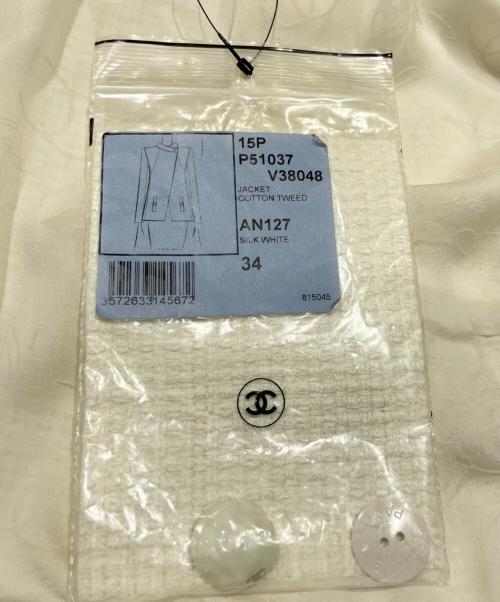 15P
P51037
V38048
JACKET
COTTON TWEED
AN127
SILK WHITE
34
3572633145672
815045